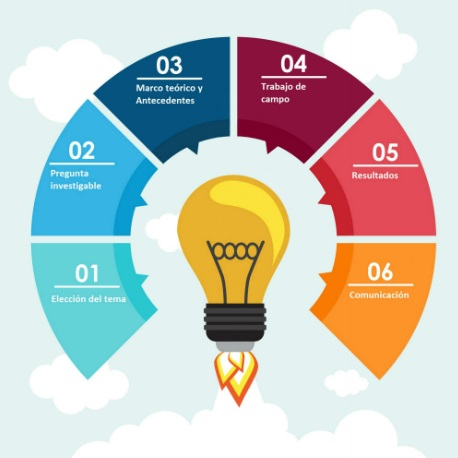 01
Elección del tema
02
Pregunta
investigable
03
Marco teórico y
Antecedentes
04
Trabajo de
campo
05
Resultados
06
Comunicación